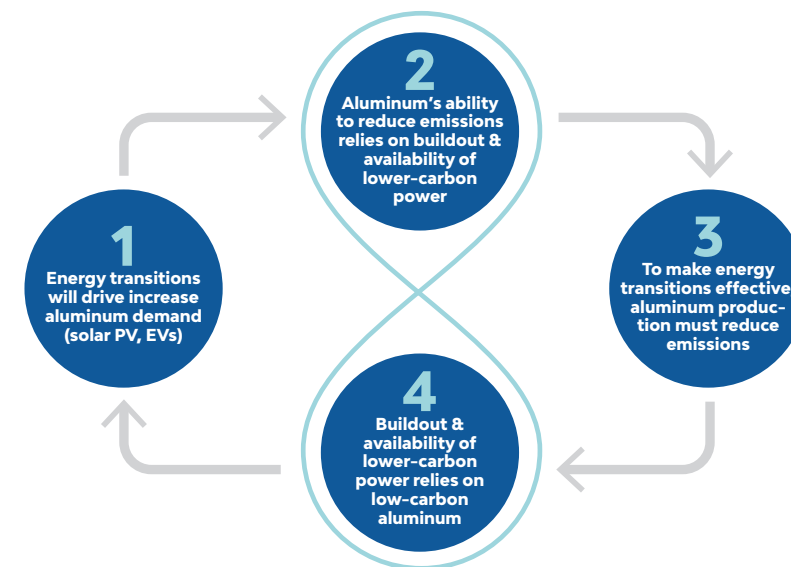 1
Energy transitions
will drive increase
aluminum demand
(solar PV, EVs)
2
Aluminum's ability
to reduce emissions
relies on buildout &
availability of
lower-carbon
power
3
To make energy
transitions effective
aluminum produc-
tion must reduce
emissions
4
Buildout &
availability of
lower-carbon
power relies on
low-carbon
aluminum